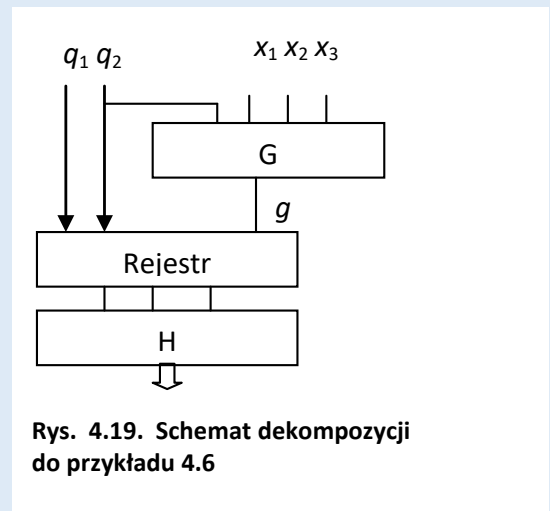 q₁ q₂
x₁ x₂ x₃
G
g
Rejestr
H
Rys. 4.19. Schemat dekompozycji
do przykładu 4.6